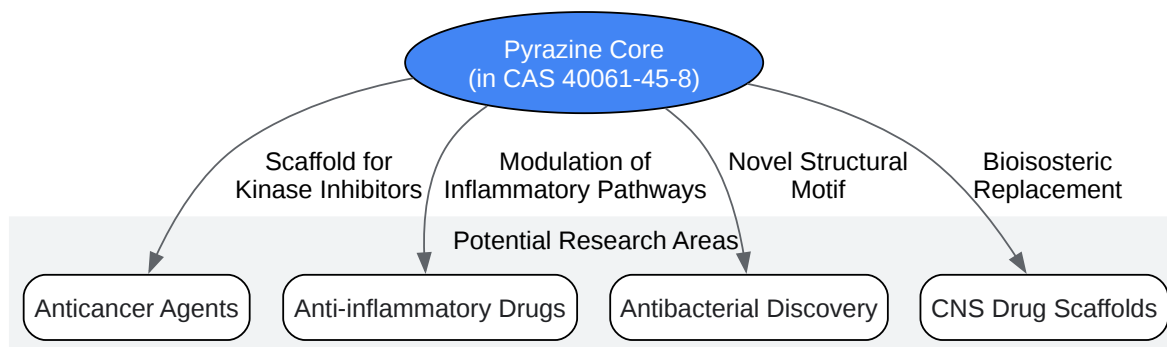 Pyrazine Core
(in CAS 40061-45-8)
Scaffold for
Kinase Inhibitors
Modulation of
Inflammatory Pathways
Novel Structural
Motif
Bioisosteric
Replacement
Potential Research Areas
Anticancer Agents
Anti-inflammatory Drugs
Antibacterial Discovery
CNS Drug Scaffolds